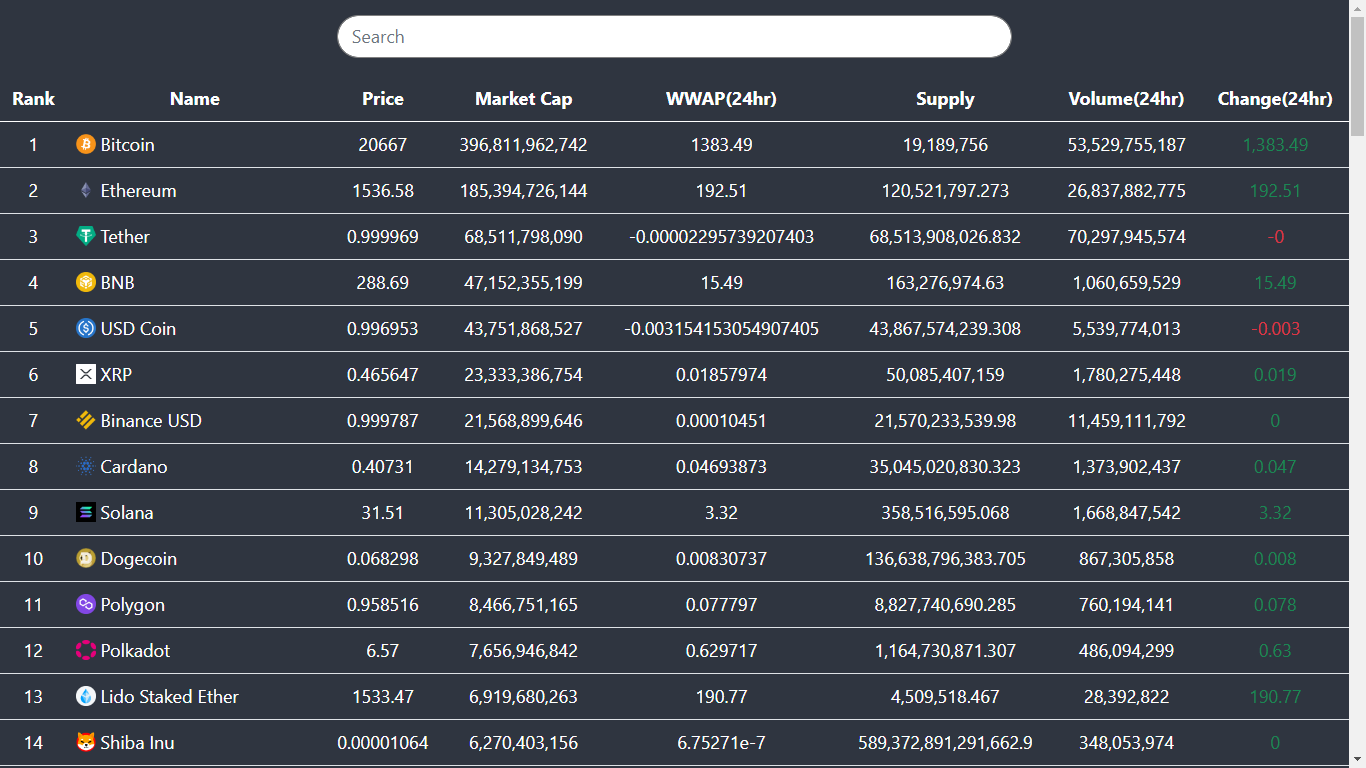 Search
Rank Name Price Market Cap WWAP(24hr) Supply Volume(24hr) Change(24hr)
1 Bitcoin 20667 396,811,962,742 1383.49 19,189,756 53,529,755,187 1,383.49
2 Ethereum 1536.58 185,394,726,144 192.51 120,521,797.273 26,837,882,775 192.51
3 Tether 0.999969 68,511,798,090 -0.00002295739207403 68,513,908,026.832 70,297,945,574 -0
4 BNB 288.69 47,152,355,199 15.49 163,276,974.63 1,060,659,529 15.49
5 USD Coin 0.996953 43,751,868,527 -0.003154153054907405 43,867,574,239.308 5,539,774,013 -0.003
6 XRP 0.465647 23,333,386,754 0.01857974 50,085,407,159 1,780,275,448 0.019
7 Binance USD 0.999787 21,568,899,646 0.00010451 21,570,233,539.98 11,459,111,792 0
8 Cardano 0.40731 14,279,134,753 0.04693873 35,045,020,830.323 1,373,902,437 0.047
9 Solana 31.51 11,305,028,242 3.32 358,516,595.068 1,668,847,542 3.32
10 Dogecoin 0.068298 9,327,849,489 0.00830737 136,638,796,383.705 867,305,858 0.008
11 Polygon 0.958516 8,466,751,165 0.077797 8,827,740,690.285 760,194,141 0.078
12 Polkadot 6.57 7,656,946,842 0.629717 1,164,730,871.307 486,094,299 0.63
13 Lido Staked Ether 1533.47 6,919,680,263 190.77 4,509,518.467 28,392,822 190.77
14 Shiba Inu 0.00001064 6,270,403,156 6.75271e-7 589,372,891,291,662.9 348,053,974 0